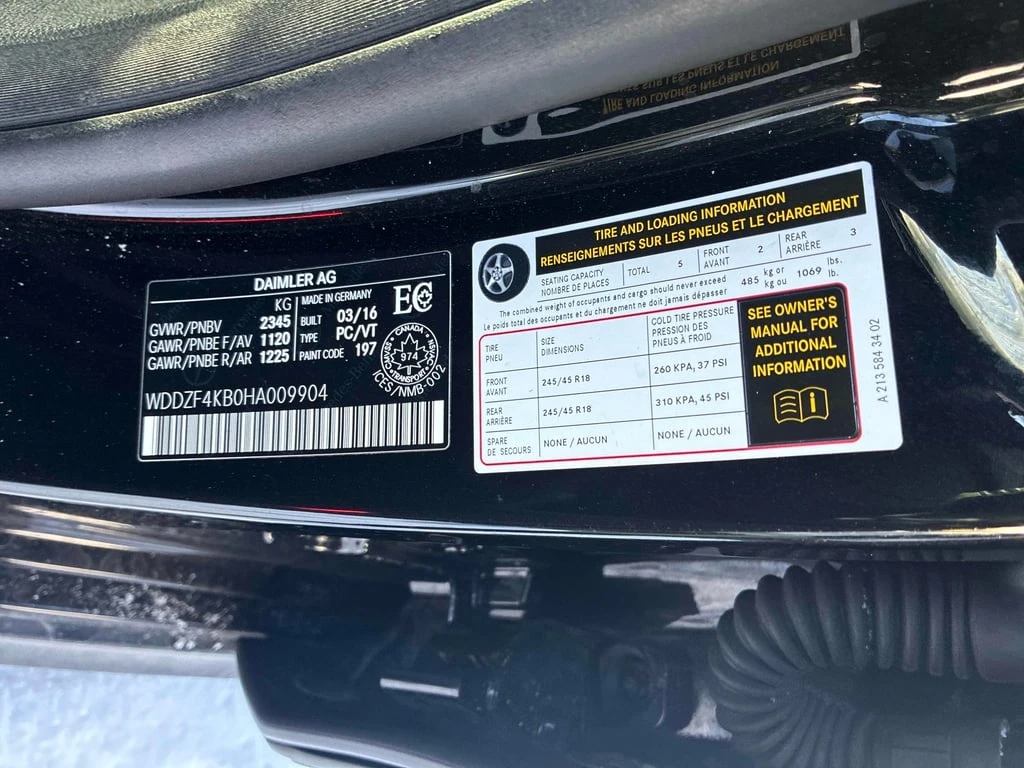 TIRE AND LOADING INFORMATION
DAIMLER AG
KG
GVWR/PNBV 2345
GAWR/PNBE F/AV 1120
GAWR/PNBE R/AR 1225
MADE IN GERMANY
BUILT 03/16
TYPE PC/VT
PAINT CODE 197
EC
CANADA
974
TRANSPORT
ICES/NMB-002
WDDZF4KB0HA009904
TIRE AND LOADING INFORMATION
RENSEIGNEMENTS SUR LES PNEUS ET LE CHARGEMENT
SEATING CAPACITY
NOMBRE DE PLACES
TOTAL 5
FRONT
AVANT 2
REAR
ARRIÈRE 3
The combined weight of occupants and cargo should never exceed 485 kg or 1069 lbs.
Le poids total des occupants et du chargement ne doit jamais dépasser kg ou lb.
TIRE
PNEU
SIZE
DIMENSIONS
COLD TIRE PRESSURE
PRESSION DES
PNEUS À FROID
FRONT
AVANT
245/45 R18
260 KPA, 37 PSI
REAR
ARRIÈRE
245/45 R18
310 KPA, 45 PSI
SPARE
DE SECOURS
NONE / AUCUN
NONE / AUCUN
SEE OWNER'S
MANUAL FOR
ADDITIONAL
INFORMATION
i
A 213 584 34 02